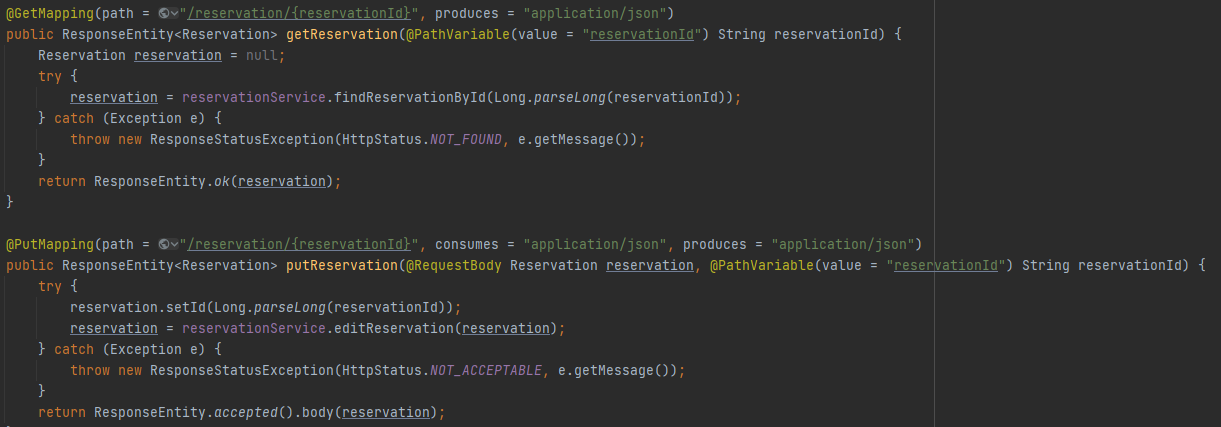 @GetMapping(path = "/reservation/{reservationId}", produces = "application/json")
public ResponseEntity<Reservation> getReservation(@PathVariable(value = "reservationId") String reservationId) {
    Reservation reservation = null;
    try {
        reservation = reservationService.findReservationById(Long.parseLong(reservationId));
    } catch (Exception e) {
        throw new ResponseStatusException(HttpStatus.NOT_FOUND, e.getMessage());
    }
    return ResponseEntity.ok(reservation);
}

@PutMapping(path = "/reservation/{reservationId}", consumes = "application/json", produces = "application/json")
public ResponseEntity<Reservation> putReservation(@RequestBody Reservation reservation, @PathVariable(value = "reservationId") String reservationId) {
    try {
        reservation.setId(Long.parseLong(reservationId));
        reservation = reservationService.editReservation(reservation);
    } catch (Exception e) {
        throw new ResponseStatusException(HttpStatus.NOT_ACCEPTABLE, e.getMessage());
    }
    return ResponseEntity.accepted().body(reservation);